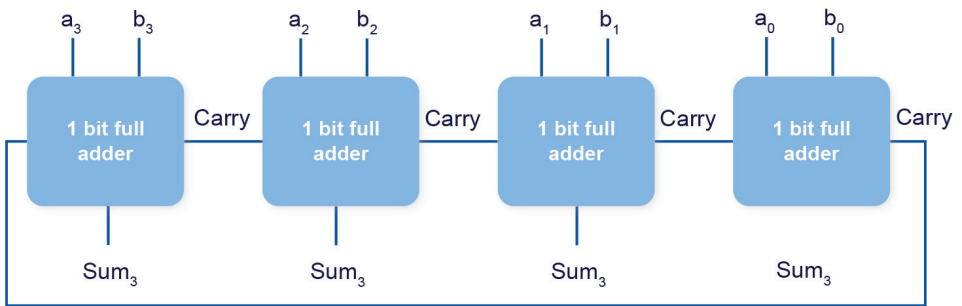 a₃ b₃ a₂ b₂ a₁ b₁ a₀ b₀
Carry Carry Carry Carry
1 bit full adder
1 bit full adder
1 bit full adder
1 bit full adder
Sum₃ Sum₃ Sum₃ Sum₃